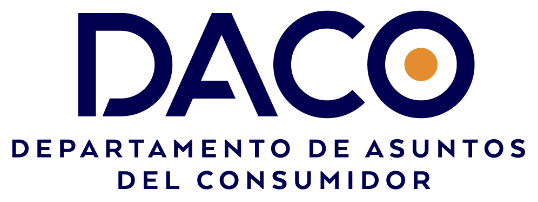 DACO
DEPARTAMENTO DE ASUNTOS
DEL CONSUMIDOR